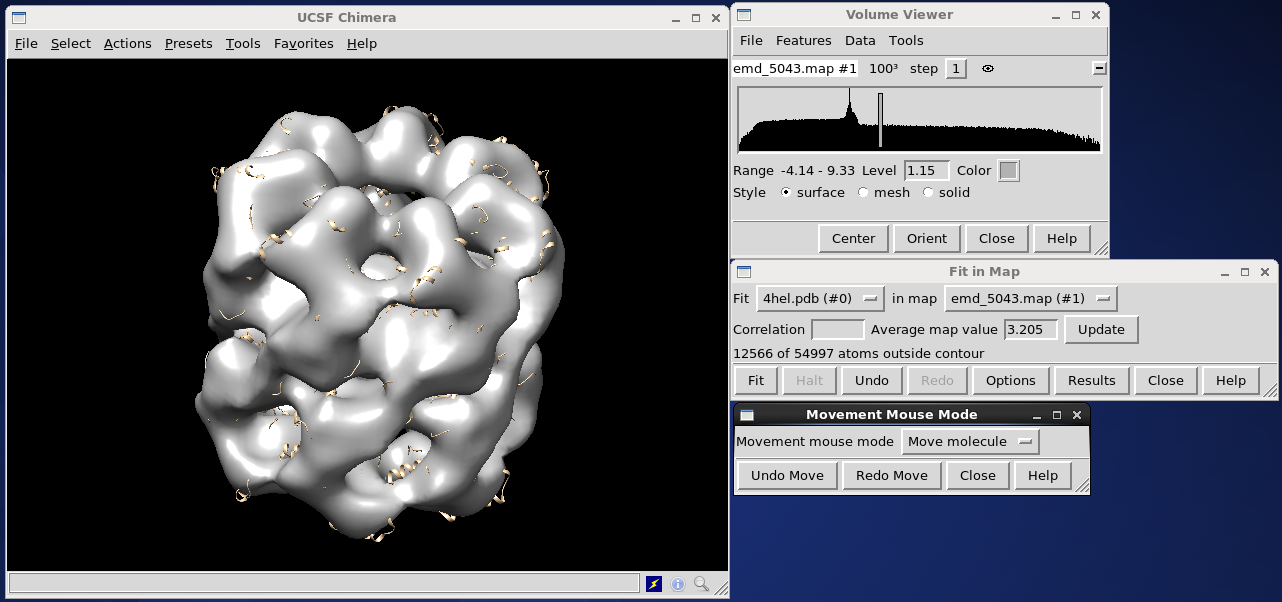 UCSF Chimera
File Select Actions Presets Tools Favorites Help
Volume Viewer
File Features Data Tools
emd_5043.map #1 100³ step 1
Range -4.14 - 9.33 Level 1.15 Color
Style surface mesh solid
Center Orient Close Help
Fit in Map
Fit 4hel.pdb (#0) in map emd_5043.map (#1)
Correlation Average map value 3.205 Update
12566 of 54997 atoms outside contour
Fit Halt Undo Redo Options Results Close Help
Movement Mouse Mode
Movement mouse mode Move molecule
Undo Move Redo Move Close Help